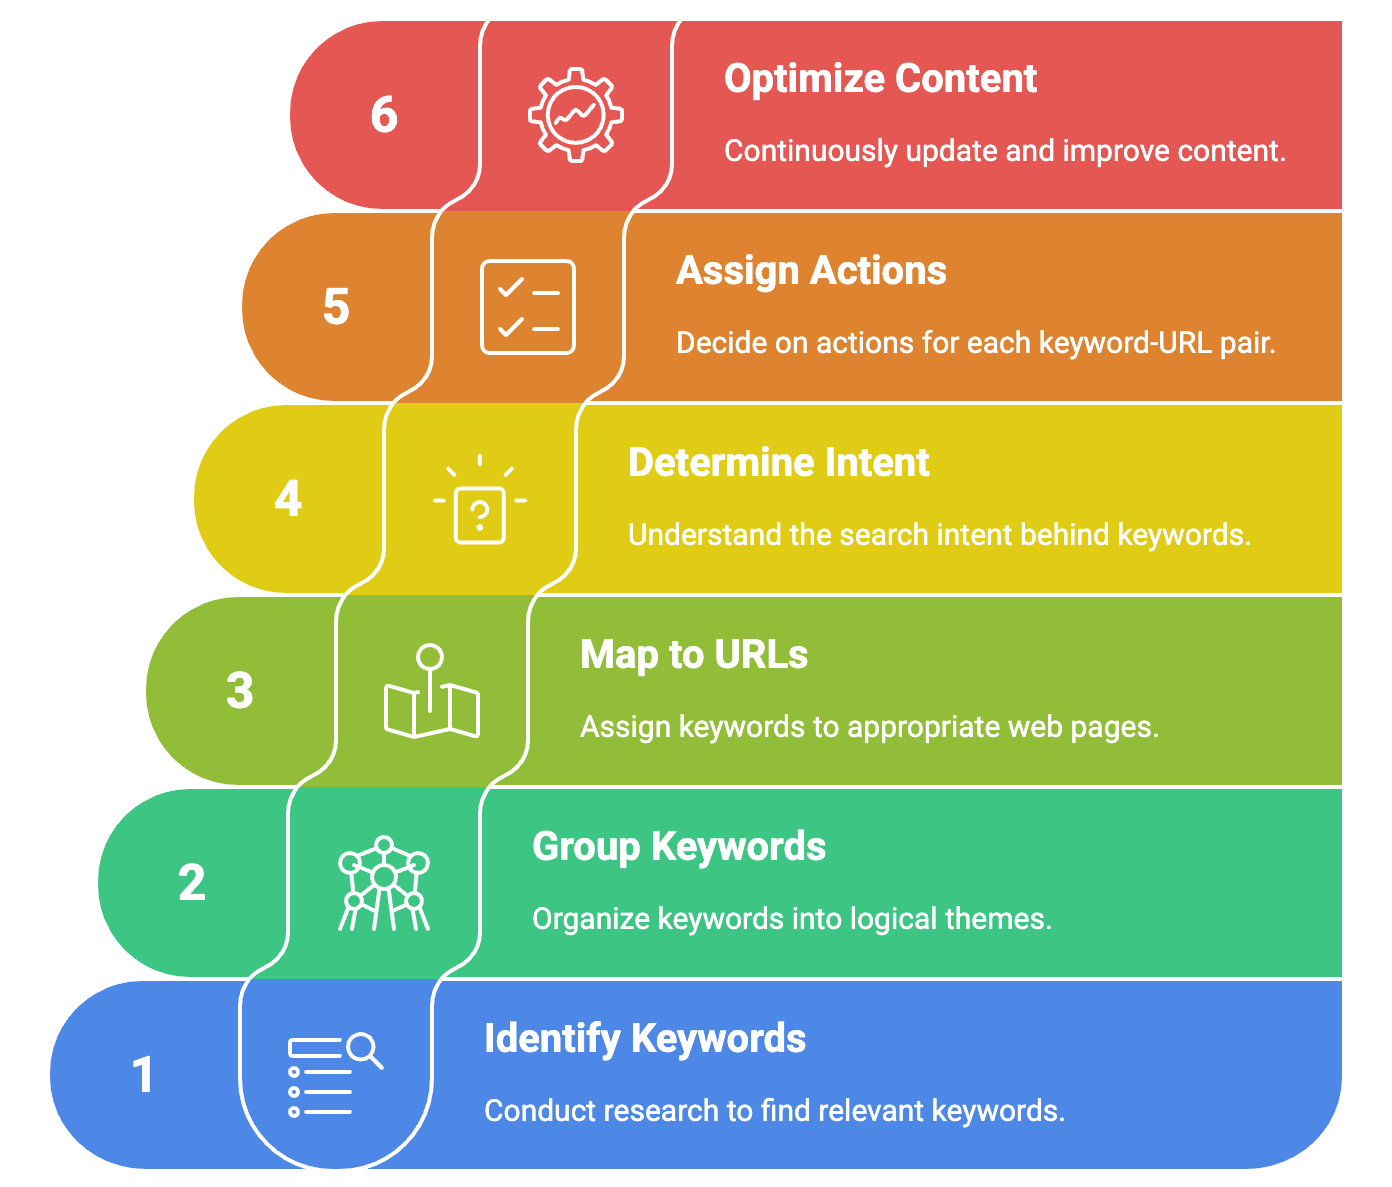 6
Optimize Content
Continuously update and improve content.
5
Assign Actions
Decide on actions for each keyword-URL pair.
4
?
Determine Intent
Understand the search intent behind keywords.
3
Map to URLs
Assign keywords to appropriate web pages.
2
Group Keywords
Organize keywords into logical themes.
1
Identify Keywords
Conduct research to find relevant keywords.